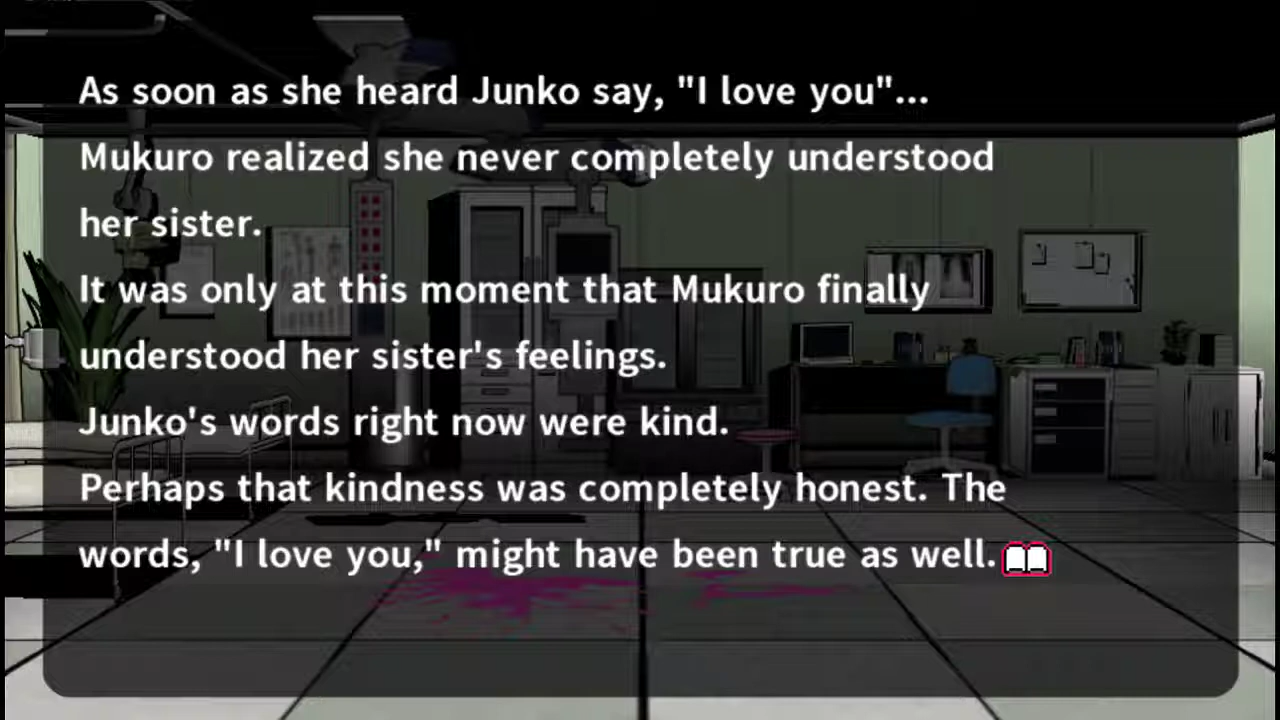 As soon as she heard Junko say, "I love you"...
Mukuro realized she never completely understood
her sister.
It was only at this moment that Mukuro finally
understood her sister's feelings.
Junko's words right now were kind.
Perhaps that kindness was completely honest. The
words, "I love you," might have been true as well.